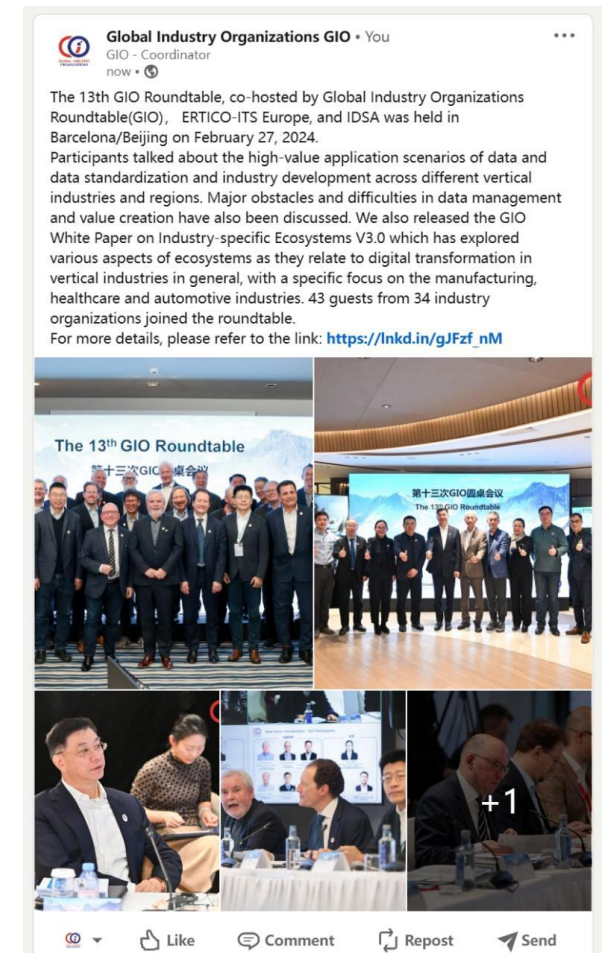 Global Industry Organizations GIO • You
GIO - Coordinator
now •
The 13th GIO Roundtable, co-hosted by Global Industry Organizations
Roundtable(GIO)， ERTICO-ITS Europe, and IDSA was held in
Barcelona/Beijing on February 27, 2024.
Participants talked about the high-value application scenarios of data and
data standardization and industry development across different vertical
industries and regions. Major obstacles and difficulties in data management
and value creation have also been discussed. We also released the GIO
White Paper on Industry-specific Ecosystems V3.0 which has explored
various aspects of ecosystems as they relate to digital transformation in
vertical industries in general, with a specific focus on the manufacturing,
healthcare and automotive industries. 43 guests from 34 industry
organizations joined the roundtable.
For more details, please refer to the link: https://lnkd.in/gJFzf_nM
The 13th GIO Roundtable
第十三次GIO圆桌会议
第十三次GIO圆桌会议
The 13th GIO Roundtable
+1
Like
Comment
Repost
Send